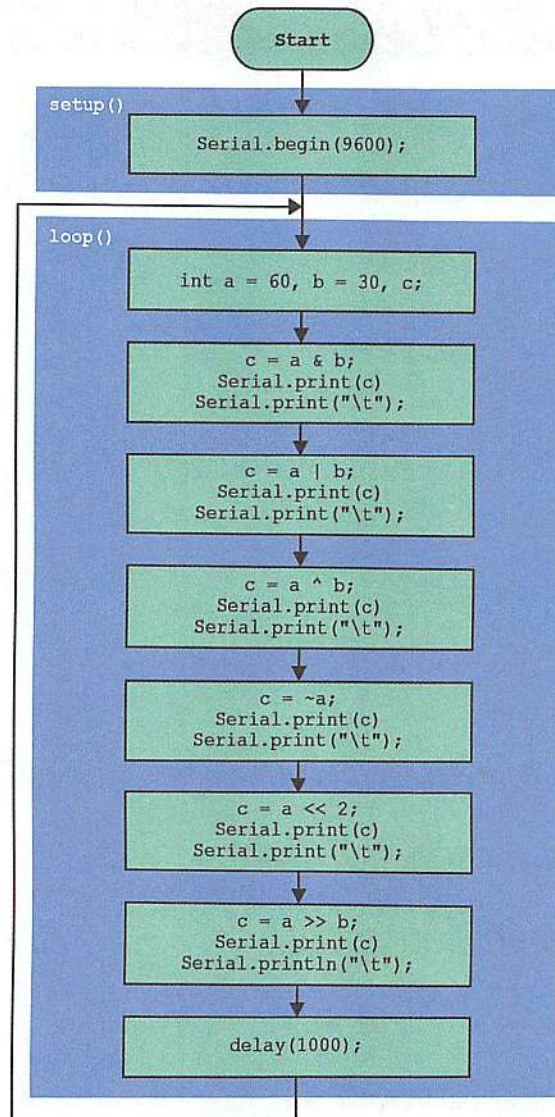 Start
setup()
Serial.begin(9600);
loop()
int a = 60, b = 30, c;
c = a & b;
Serial.print(c)
Serial.print("\t");
c = a | b;
Serial.print(c)
Serial.print("\t");
c = a ^ b;
Serial.print(c)
Serial.print("\t");
c = ~a;
Serial.print(c)
Serial.print("\t");
c = a << 2;
Serial.print(c)
Serial.print("\t");
c = a >> b;
Serial.print(c)
Serial.println("\t");
delay(1000);